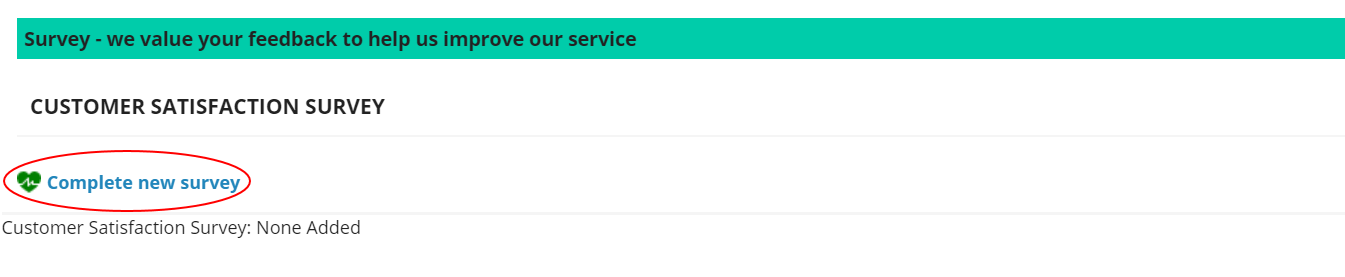 Survey - we value your feedback to help us improve our service
CUSTOMER SATISFACTION SURVEY
Complete new survey
Customer Satisfaction Survey: None Added